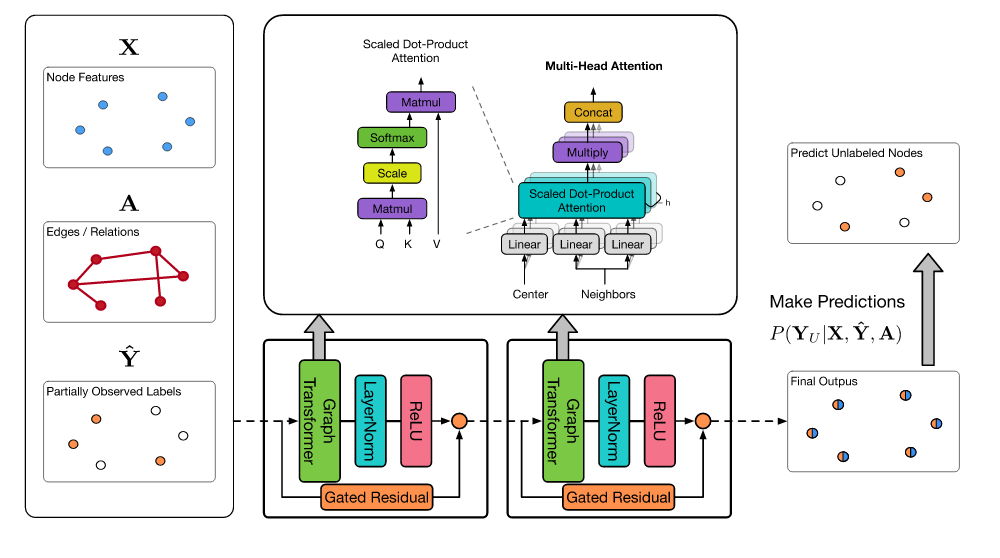 X
Node Features
A
Edges / Relations
Ŷ
Partially Observed Labels
Scaled Dot-Product
Attention
Matmul
Softmax
Scale
Matmul
Q
K
V
Multi-Head Attention
Concat
Multiply
Scaled Dot-Product
Attention
h
Linear
Linear
Linear
Center
Neighbors
Graph
Transformer
LayerNorm
ReLU
Gated Residual
Graph
Transformer
LayerNorm
ReLU
Gated Residual
Predict Unlabeled Nodes
Make Predictions
P(Y_U|X, Ŷ, A)
Final Outpus